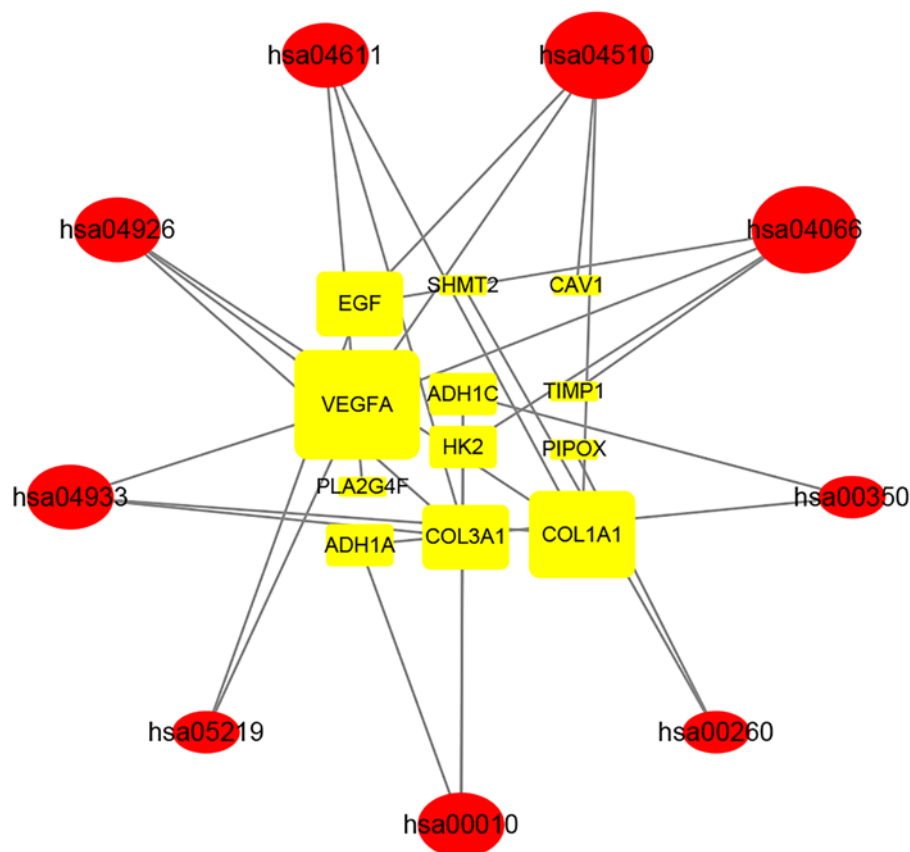 hsa04611
hsa04510
hsa04926
hsa04066
EGF
SHMT2
CAV1
VEGFA
ADH1C
TIMP1
HK2
PIPOX
PLA2G4F
hsa04933
hsa00350
ADH1A
COL3A1
COL1A1
hsa05219
hsa00260
hsa00010